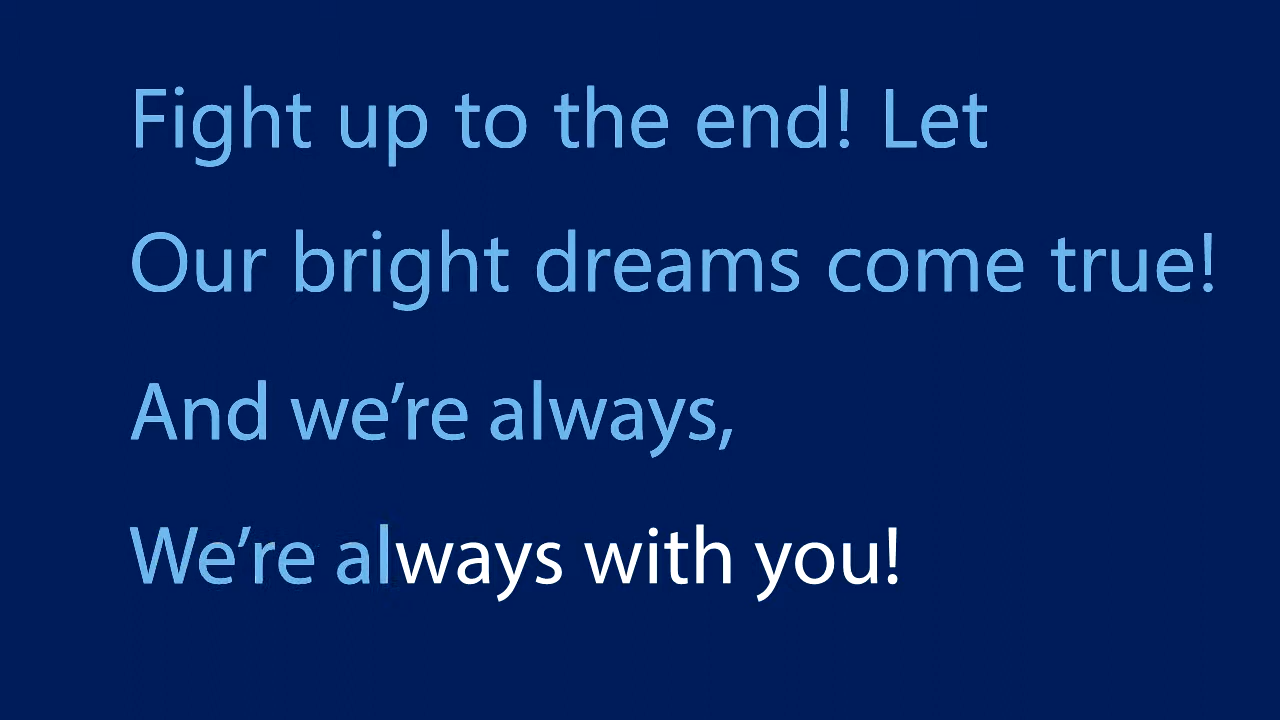 Fight up to the end! Let
Our bright dreams come true!
And we’re always,
We’re always with you!